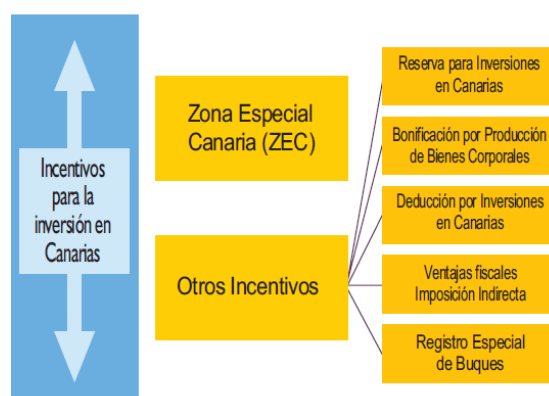 Incentivos
para la
inversión en
Canarias
Zona Especial
Canaria (ZEC)
Otros Incentivos
Reserva para Inversiones
en Canarias
Bonificación por Producción
de Bienes Corporales
Deducción por Inversiones
en Canarias
Ventajas fiscales
Imposición Indirecta
Registro Especial
de Buques